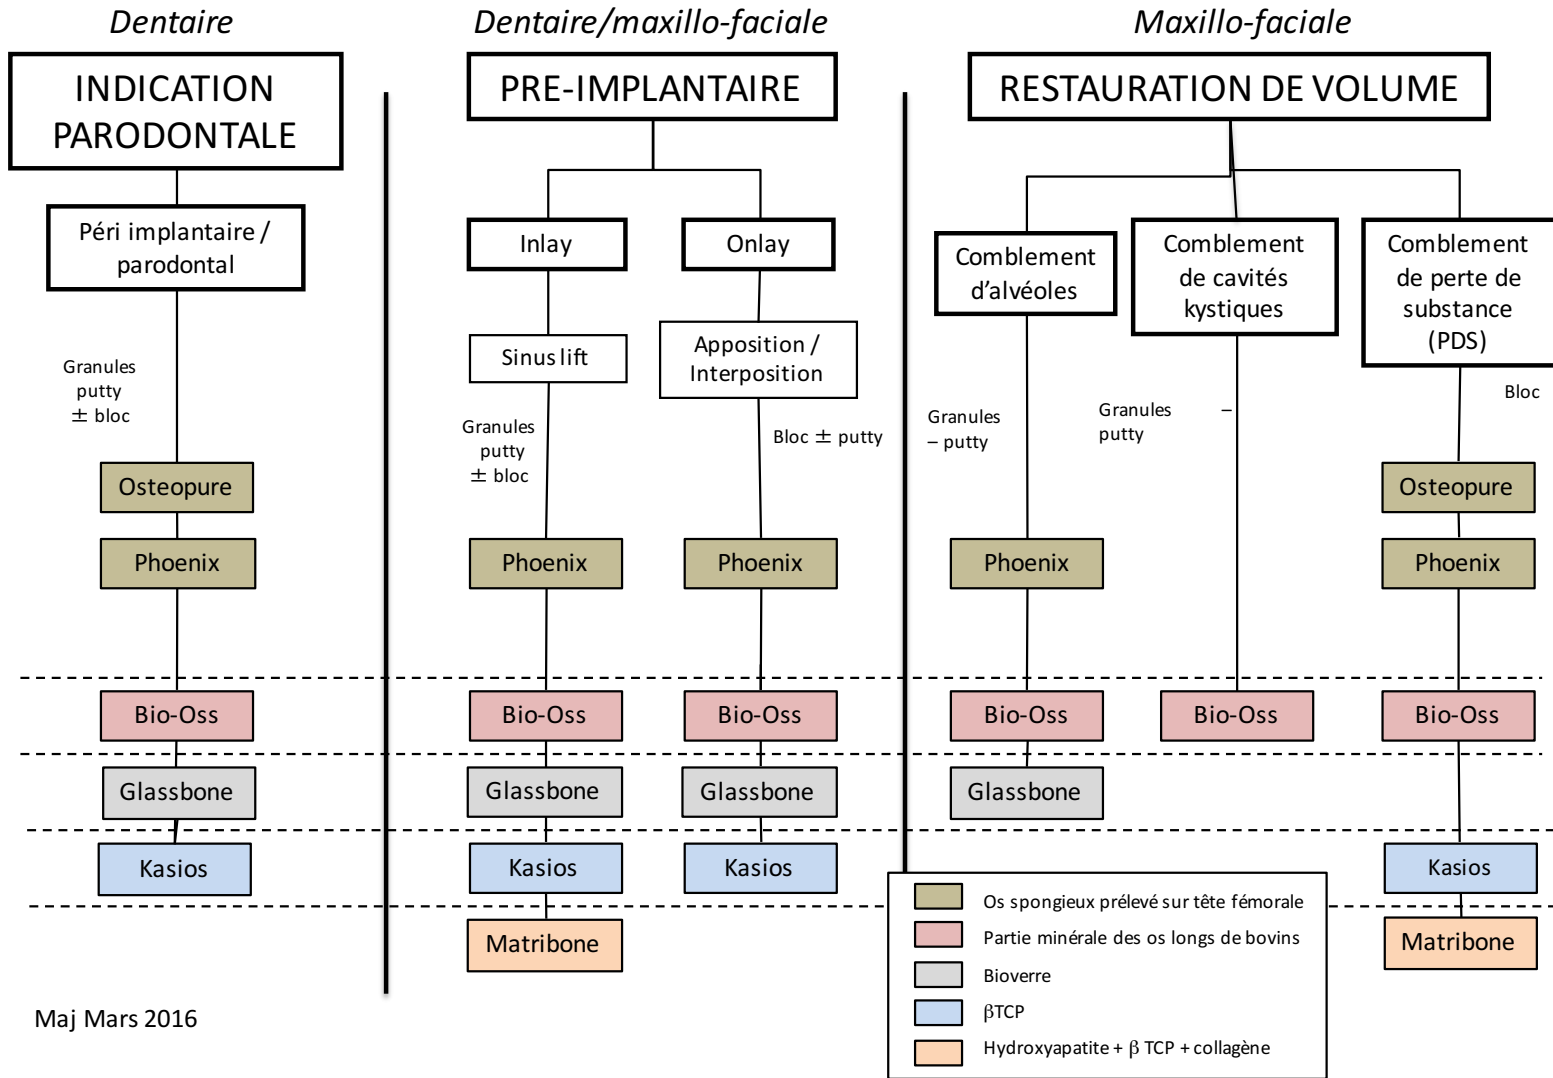 Dentaire
INDICATION
PARODONTALE
Péri implantaire /
parodontal
Granules
putty
± bloc
Osteopure
Phoenix
Bio-Oss
Glassbone
Kasios
Dentaire/maxillo-faciale
PRE-IMPLANTAIRE
Inlay
Sinus lift
Granules
putty
± bloc
Phoenix
Bio-Oss
Glassbone
Kasios
Matribone
Onlay
Apposition /
Interposition
Bloc ± putty
Phoenix
Bio-Oss
Glassbone
Kasios
Maxillo-faciale
RESTAURATION DE VOLUME
Comblement
d'alvéoles
Granules
– putty
Phoenix
Bio-Oss
Glassbone
Comblement
de cavités
kystiques
Granules –
putty
Bio-Oss
Comblement
de perte de
substance
(PDS)
Bloc
Osteopure
Phoenix
Bio-Oss
Kasios
Matribone
Os spongieux prélevé sur tête fémorale
Partie minérale des os longs de bovins
Bioverre
βTCP
Hydroxyapatite + β TCP + collagène
Maj Mars 2016